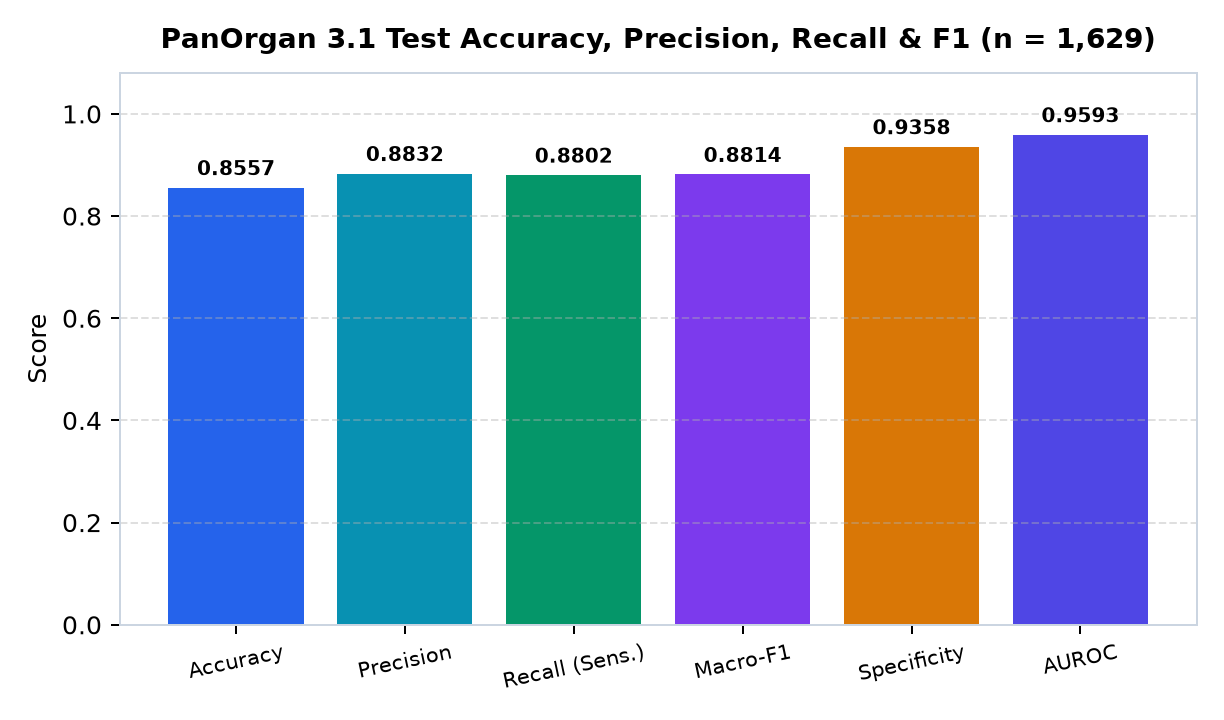 PanOrgan 3.1 Test Accuracy, Precision, Recall & F1 (n = 1,629)
1.0
0.8
0.6
0.4
0.2
0.0
Score
0.8557
0.8832
0.8802
0.8814
0.9358
0.9593
Accuracy
Precision
Recall (Sens.)
Macro-F1
Specificity
AUROC